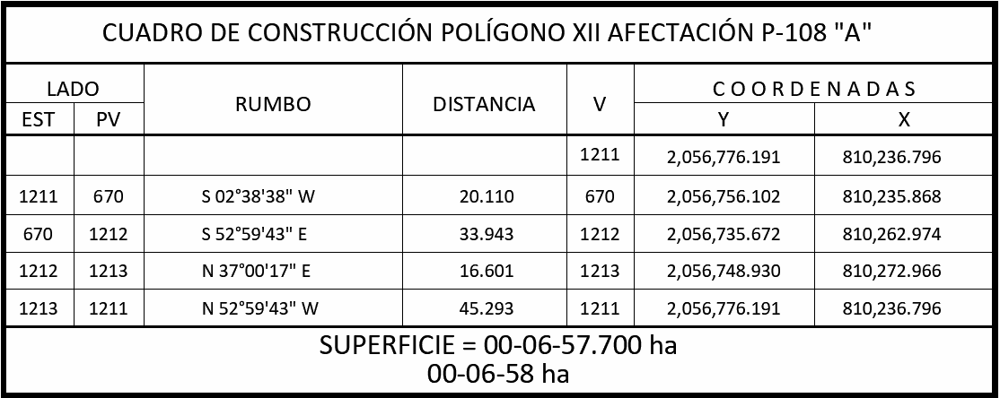 CUADRO DE CONSTRUCCIÓN POLÍGONO XII AFECTACIÓN P-108 "A"
LADO RUMBO DISTANCIA V C O O R D E N A D A S
EST PV Y X
1211 2,056,776.191 810,236.796
1211 670 S 02°38'38" W 20.110 670 2,056,756.102 810,235.868
670 1212 S 52°59'43" E 33.943 1212 2,056,735.672 810,262.974
1212 1213 N 37°00'17" E 16.601 1213 2,056,748.930 810,272.966
1213 1211 N 52°59'43" W 45.293 1211 2,056,776.191 810,236.796
SUPERFICIE = 00-06-57.700 ha
00-06-58 ha